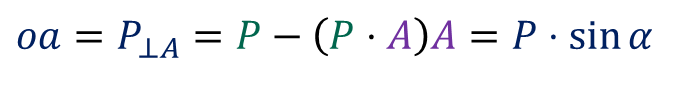 oa = P⊥A = P − (P · A)A = P · sin α